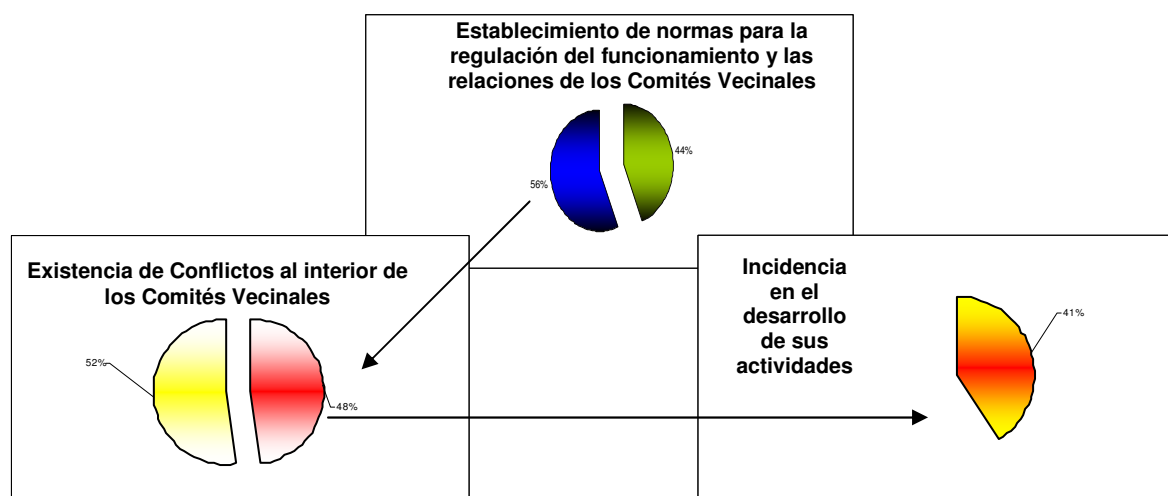 Establecimiento de normas para la
regulación del funcionamiento y las
relaciones de los Comités Vecinales
44%
56%
Existencia de Conflictos al interior de
los Comités Vecinales
52%
48%
Incidencia
en el
desarrollo
de sus
actividades
41%